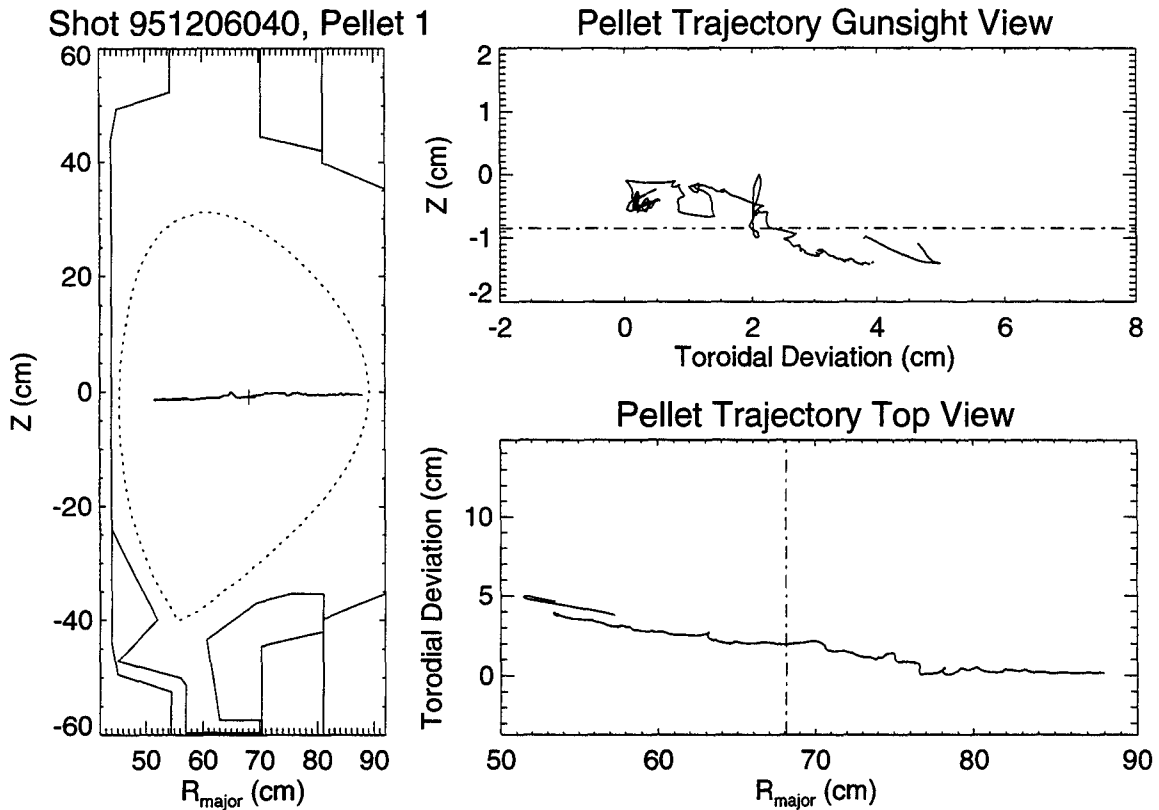 Shot 951206040, Pellet 1
60
40
20
0
-20
-40
-60
Z (cm)
50 60 70 80 90
Rmajor (cm)
Pellet Trajectory Gunsight View
2
1
0
-1
-2
Z (cm)
-2 0 2 4 6 8
Toroidal Deviation (cm)
Pellet Trajectory Top View
10
5
0
Torodial Deviation (cm)
50 60 70 80 90
Rmajor (cm)